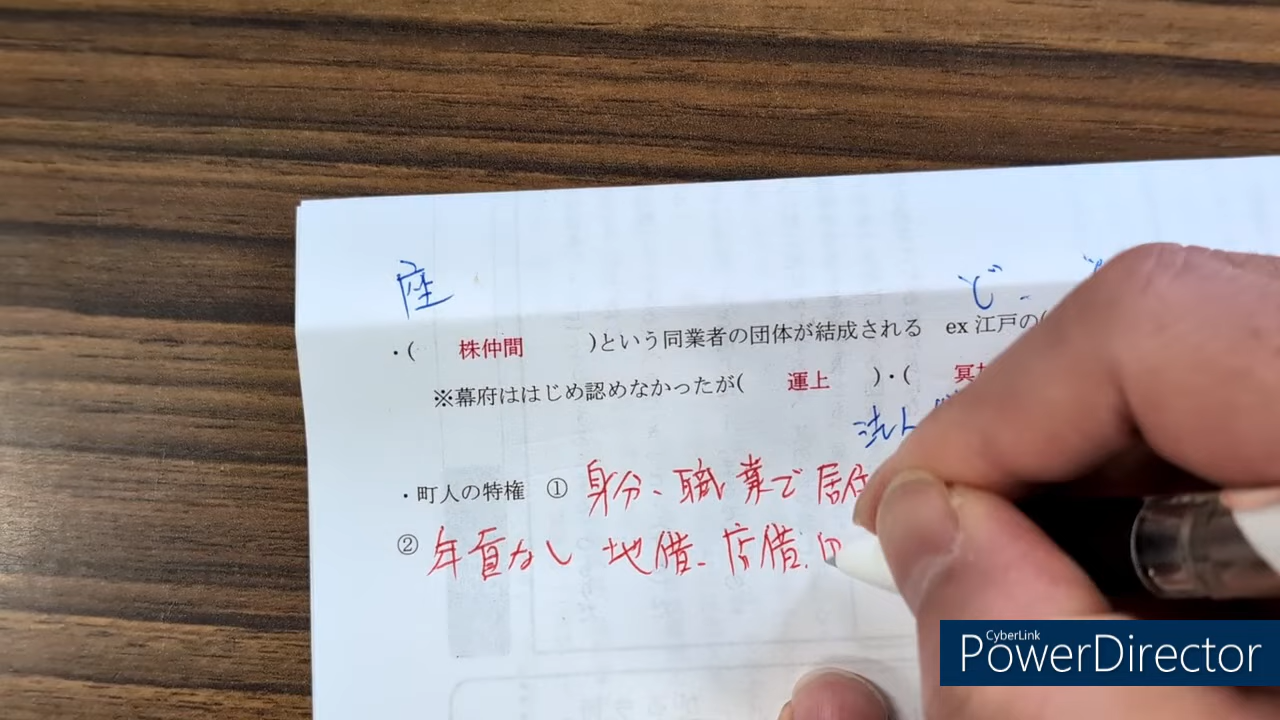 座 ど
・( 株仲間 )という同業者の団体が結成される ex 江戸の(
※幕府ははじめ認めなかったが( 運上 )・( 冥
法人
・町人の特権 ① 身分、職業で居住
② 年貢なし 地借、店借、
CyberLink
PowerDirector